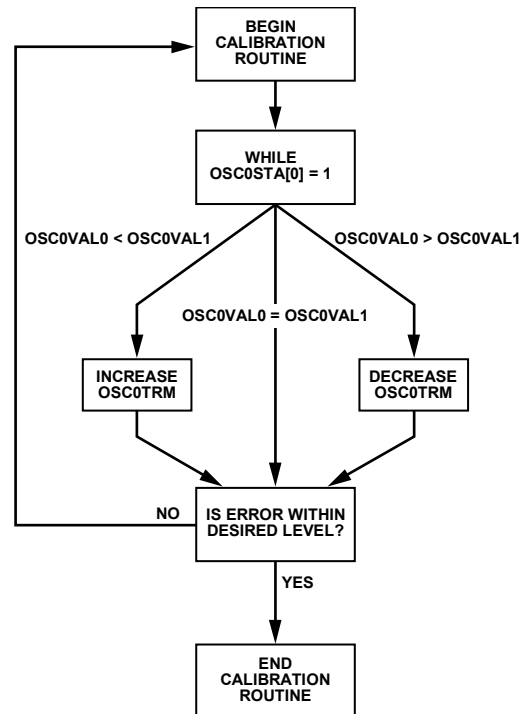 BEGIN
CALIBRATION
ROUTINE
WHILE
OSC0STA[0] = 1
OSC0VAL0 < OSC0VAL1
OSC0VAL0 > OSC0VAL1
OSC0VAL0 = OSC0VAL1
INCREASE
OSC0TRM
DECREASE
OSC0TRM
NO
IS ERROR WITHIN
DESIRED LEVEL?
YES
END
CALIBRATION
ROUTINE